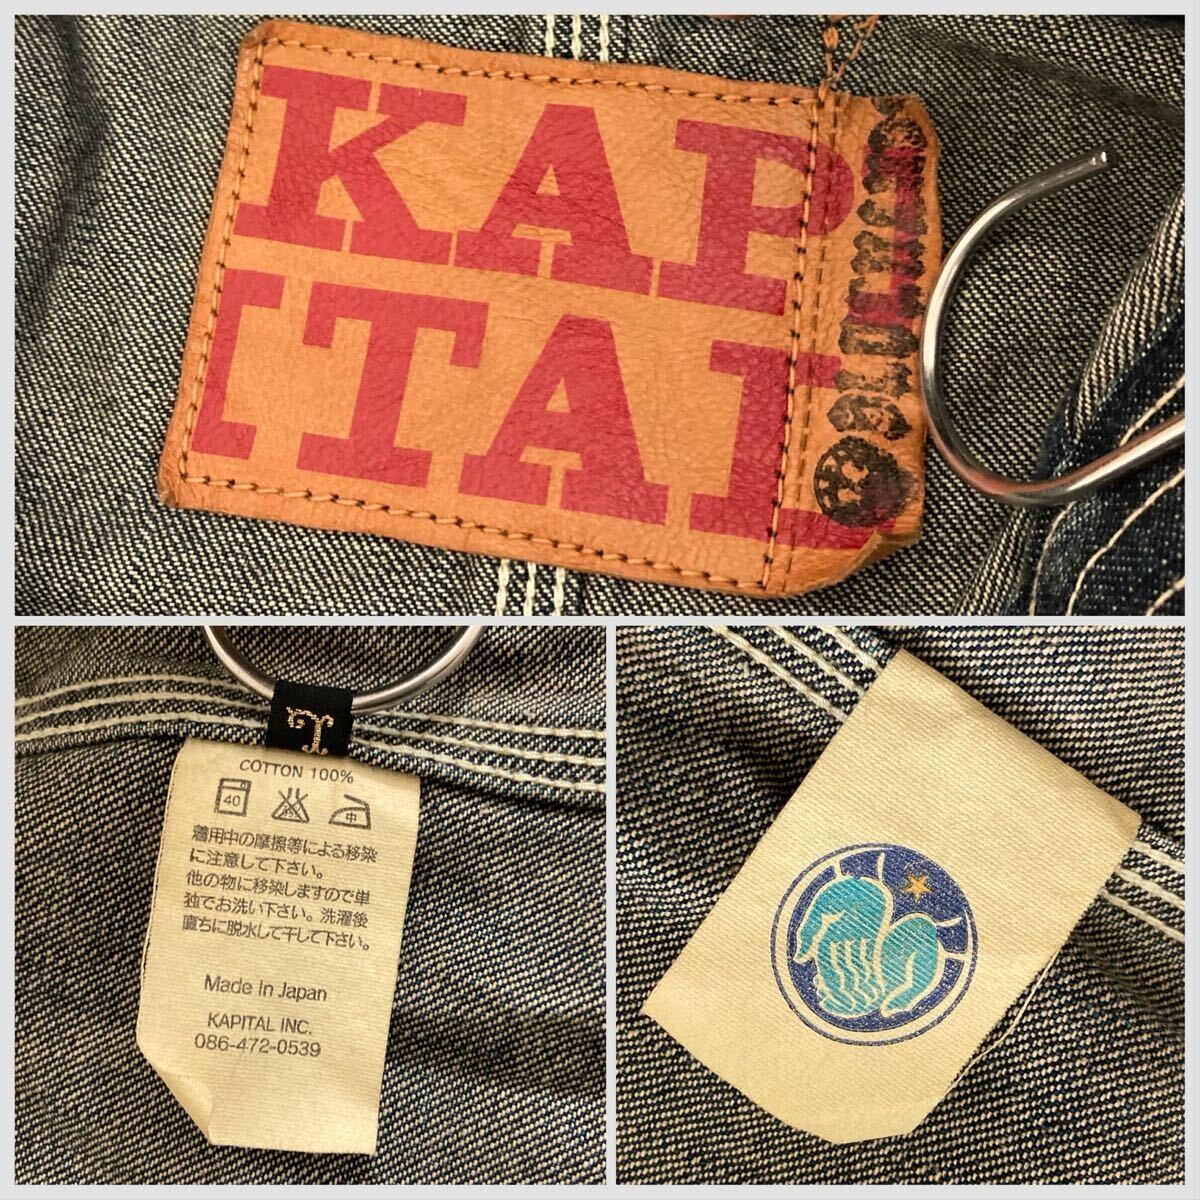 KAP
ITAL
T
COTTON 100%
40
中
着用中の摩擦等による移染
に注意して下さい。
他の物に移染しますので単
独でお洗い下さい。洗濯後
直ちに脱水して干して下さい。
Made In Japan
KAPITAL INC.
086-472-0539